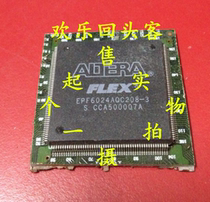 欢乐回头客
售
ALTERA
起 实
FLEX
EPF6024AQC208-3
个 物
S CCA500007A
一 拍 摄